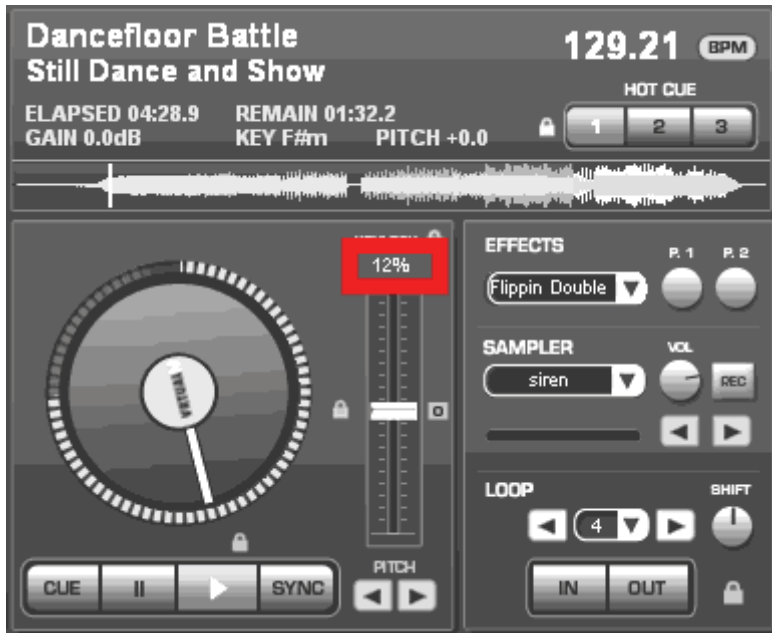 Dancefloor Battle
129.21 BPM
Still Dance and Show
HOT CUE
ELAPSED 04:28.9 REMAIN 01:32.2
GAIN 0.0dB KEY F#m PITCH +0.0
1 2 3
EFFECTS P. 1 P. 2
12%
Flippin Double
SAMPLER VOL
siren REC
LOOP SHIFT
4
PITCH
CUE SYNC
IN OUT